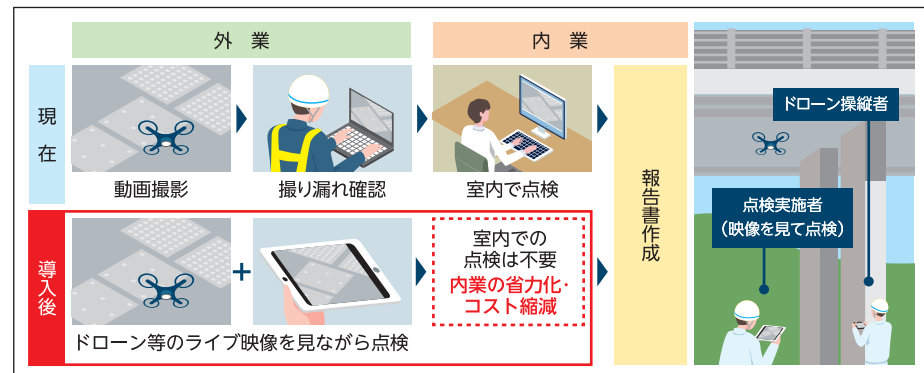 外業
内業
現在
動画撮影
撮り漏れ確認
室内で点検
導入後
+
ドローン等のライブ映像を見ながら点検
室内での
点検は不要
内業の省力化・
コスト縮減
報告書作成
ドローン操縦者
点検実施者
（映像を見て点検）